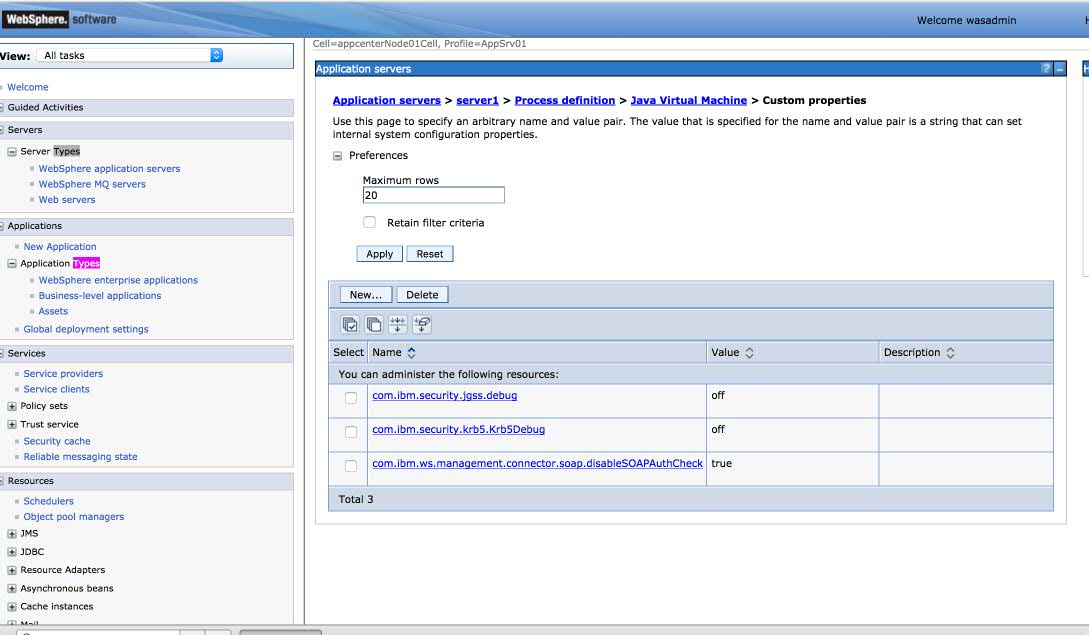 WebSphere. software
Welcome wasadmin
View: All tasks
Cell=appcenterNode01Cell, Profile=AppSrv01
Welcome
Guided Activities
Servers
Server Types
WebSphere application servers
WebSphere MQ servers
Web servers
Applications
New Application
Application Types
WebSphere enterprise applications
Business-level applications
Assets
Global deployment settings
Services
Service providers
Service clients
Policy sets
Trust service
Security cache
Reliable messaging state
Resources
Schedulers
Object pool managers
JMS
JDBC
Resource Adapters
Asynchronous beans
Cache instances
Mail
Application servers ? –
H
Application servers > server1 > Process definition > Java Virtual Machine > Custom properties
Use this page to specify an arbitrary name and value pair. The value that is specified for the name and value pair is a string that can set
internal system configuration properties.
Preferences
Maximum rows
20
Retain filter criteria
Apply Reset
New... Delete
Select Name Value Description
You can administer the following resources:
com.ibm.security.jgss.debug off
com.ibm.security.krb5.Krb5Debug off
com.ibm.ws.management.connector.soap.disableSOAPAuthCheck true
Total 3